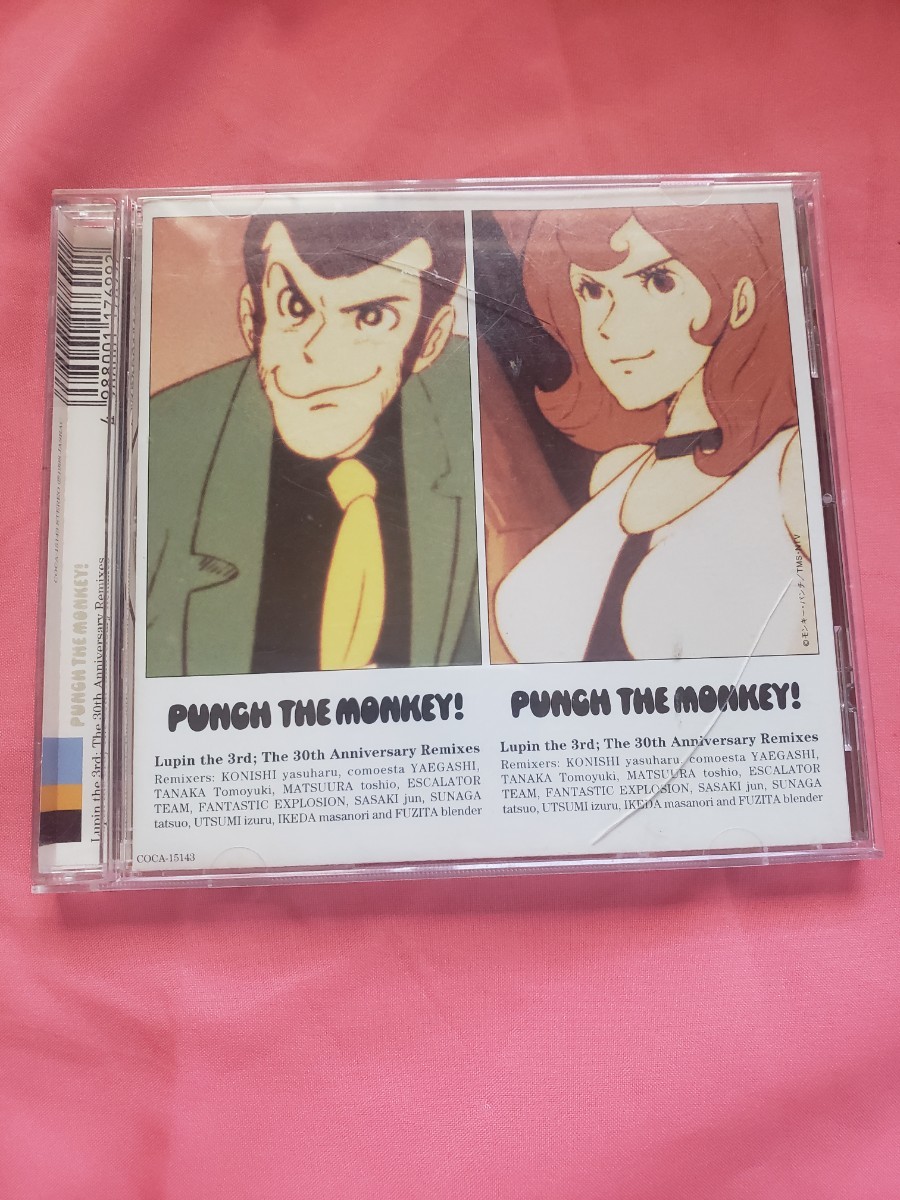 PUNCH THE MONKEY!
Lupin the 3rd; The 30th Anniversary Remixes
Remixers: KONISHI yasuharu, comoesta YAEGASHI,
TANAKA Tomoyuki, MATSUURA toshio, ESCALATOR
TEAM, FANTASTIC EXPLOSION, SASAKI jun, SUNAGA
tatsuo, UTSUMI izuru, IKEDA masanori and FUZITA blender
COCA-15143
©モンキー・パンチ/TMS・NTV
PUNCH THE MONKEY!
Lupin the 3rd; The 30th Anniversary Remixes
Remixers: KONISHI yasuharu, comoesta YAEGASHI,
TANAKA Tomoyuki, MATSUURA toshio, ESCALATOR
TEAM, FANTASTIC EXPLOSION, SASAKI jun, SUNAGA
tatsuo, UTSUMI izuru, IKEDA masanori and FUZITA blender
PUNCH THE MONKEY!
Lupin the 3rd; The 30th Anniversary Remixes